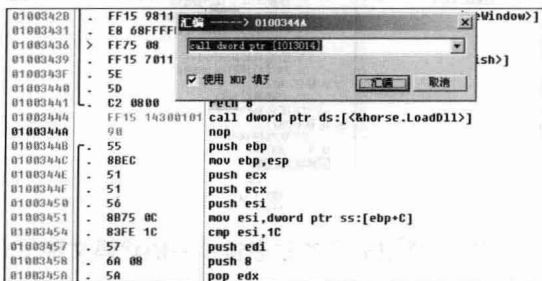 0100342B . FF15 9811 eWindow>]
汇编 -----> 0100344A
01003431 . E8 68FFFF
call dword ptr [1013014]
01003436 > FF75 08
01003439 . FF15 7011 ish>]
0100343F . 5E
使用 NOP 填充
汇编 取消
01003440 . 5D
01003441 . C2 0800 retn 8
01003444 FF15 14300101 call dword ptr ds:[<&horse.LoadDll>]
0100344A 90 nop
0100344B . 55 push ebp
0100344C . 8BEC mov ebp,esp
0100344E . 51 push ecx
0100344F . 51 push ecx
01003450 . 56 push esi
01003451 . 8B75 0C mov esi,dword ptr ss:[ebp+C]
01003454 . 83FE 1C cmp esi,1C
01003457 . 57 push edi
01003458 . 6A 08 push 8
0100345A . 5A pop edx